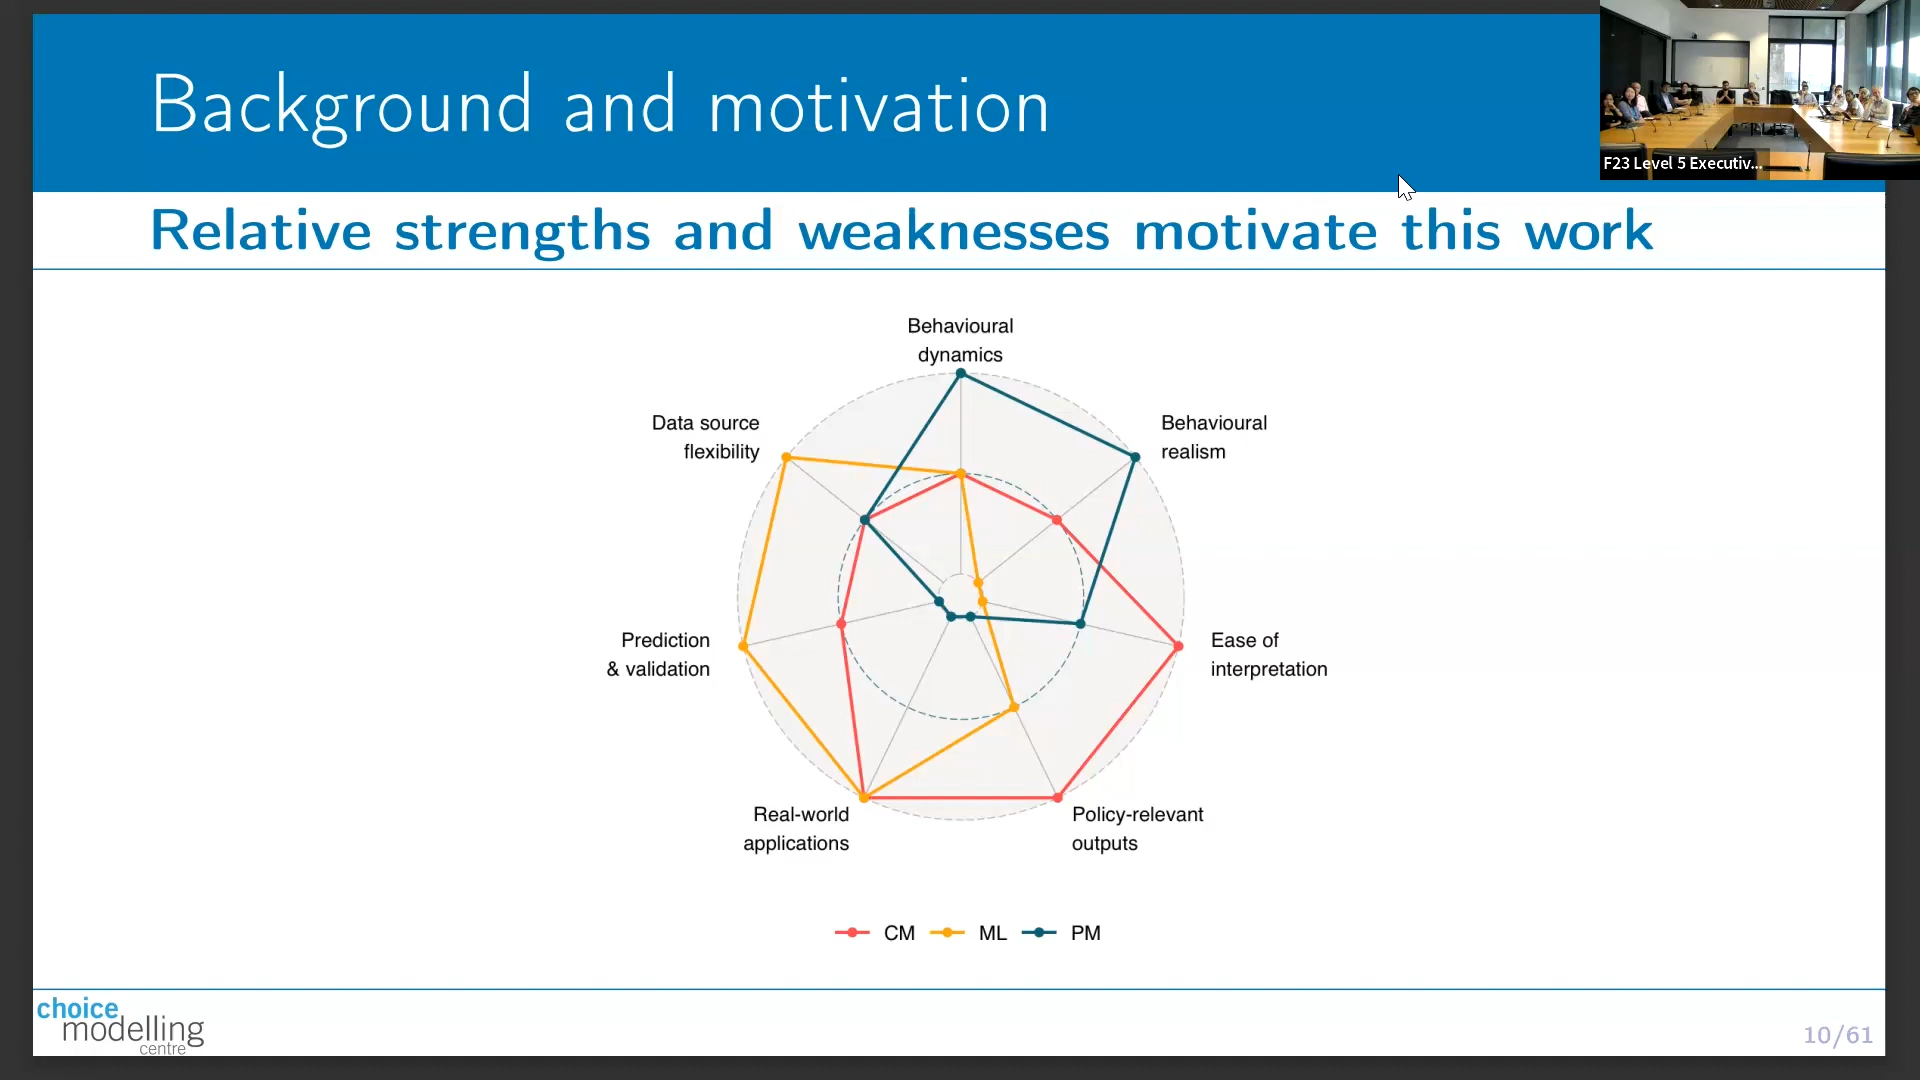 Background and motivation
F23 Level 5 Executiv...
Relative strengths and weaknesses motivate this work
Behavioural
dynamics
Data source
flexibility
Behavioural
realism
Prediction
& validation
Ease of
interpretation
Real-world
applications
Policy-relevant
outputs
CM ML PM
choice
modelling
centre
10/61